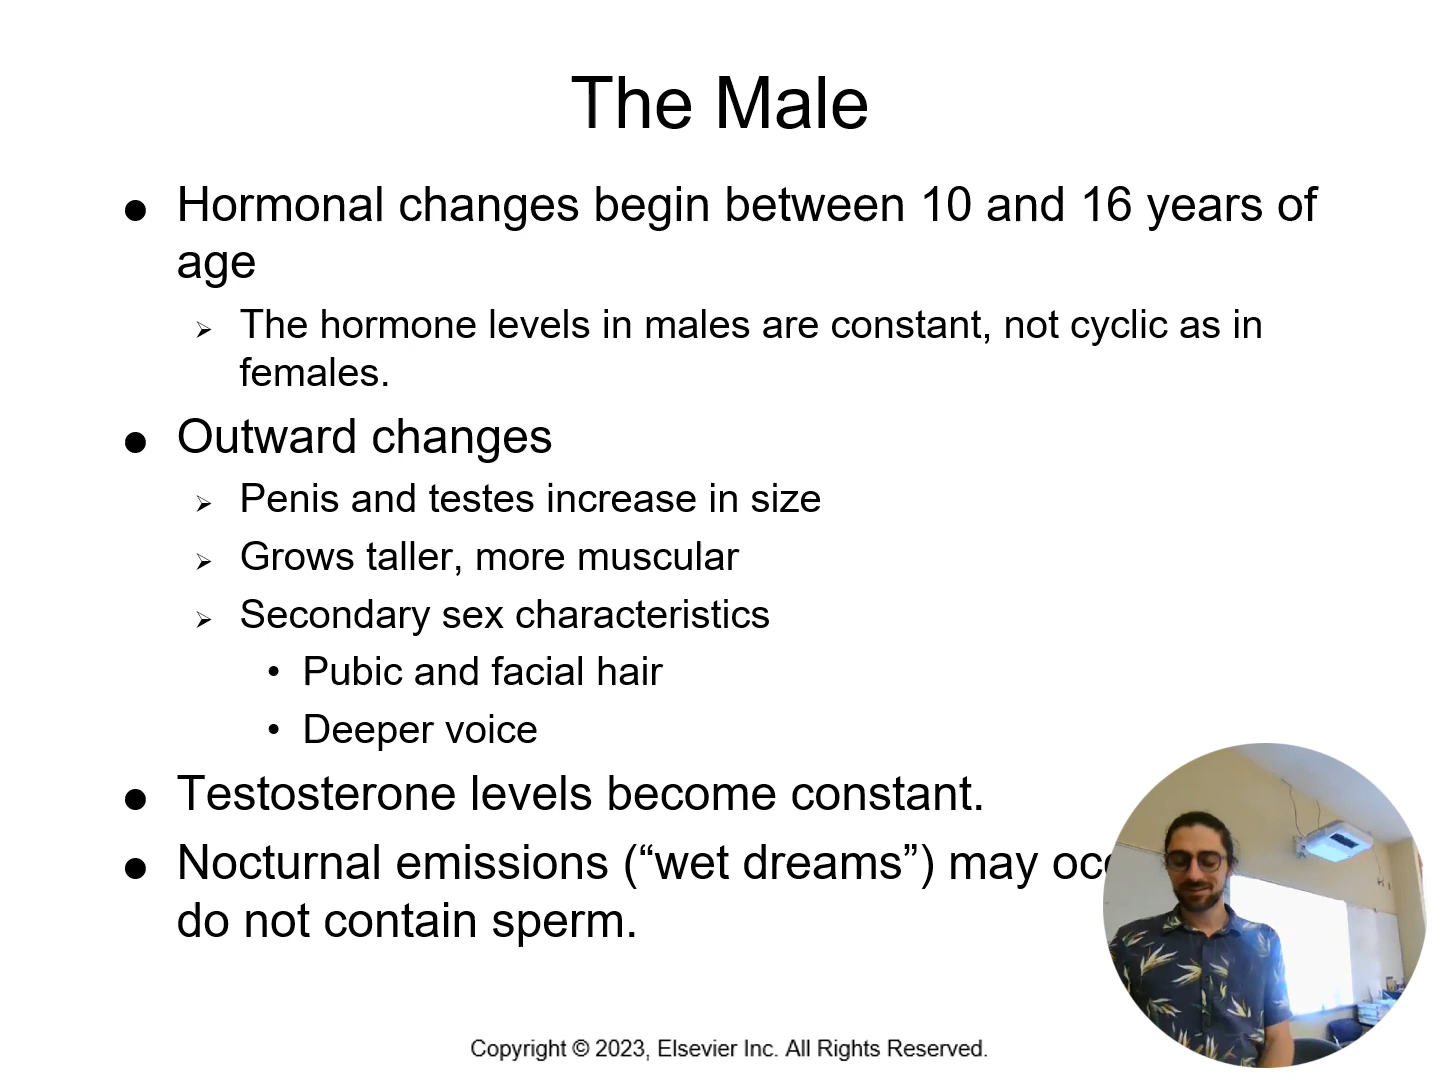 The Male
● Hormonal changes begin between 10 and 16 years of
age
➢ The hormone levels in males are constant, not cyclic as in
females.
● Outward changes
➢ Penis and testes increase in size
➢ Grows taller, more muscular
➢ Secondary sex characteristics
• Pubic and facial hair
• Deeper voice
● Testosterone levels become constant.
● Nocturnal emissions (“wet dreams”) may
do not contain sperm.
Copyright © 2023, Elsevier Inc. All Rights Reserved.